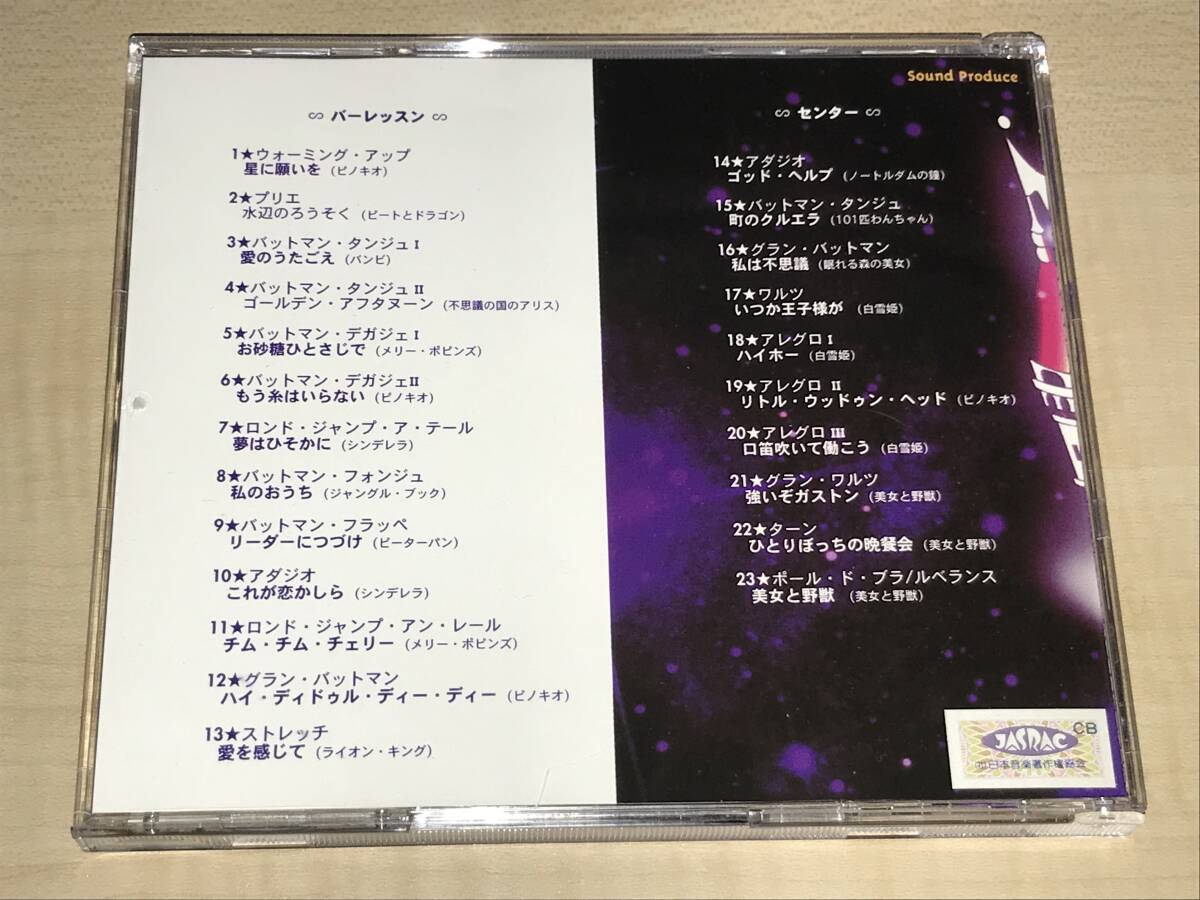 ∽ バーレッスン ∽
1★ウォーミング・アップ
星に願いを (ピノキオ)
2★プリエ
水辺のろうそく (ピートとドラゴン)
3★バットマン・タンジュ I
愛のうたごえ (バンビ)
4★バットマン・タンジュ II
ゴールデン・アフタヌーン (不思議の国のアリス)
5★バットマン・デガジェ I
お砂糖ひとさじで (メリー・ポピンズ)
6★バットマン・デガジェII
もう糸はいらない (ピノキオ)
7★ロンド・ジャンプ・ア・テール
夢はひそかに (シンデレラ)
8★バットマン・フォンジュ
私のおうち (ジャングル・ブック)
9★バットマン・フラッペ
リーダーにつづけ (ピーターパン)
10★アダジオ
これが恋かしら (シンデレラ)
11★ロンド・ジャンプ・アン・レール
チム・チム・チェリー (メリー・ポピンズ)
12★グラン・バットマン
ハイ・ディドゥル・ディー・ディー (ピノキオ)
13★ストレッチ
愛を感じて (ライオン・キング)
Sound Produce
∽ センター ∽
14★アダジオ
ゴッド・ヘルプ (ノートルダムの鐘)
15★バットマン・タンジュ
町のクルエラ (101匹わんちゃん)
16★グラン・バットマン
私は不思議 (眠れる森の美女)
17★ワルツ
いつか王子様が (白雪姫)
18★アレグロ I
ハイホー (白雪姫)
19★アレグロ II
リトル・ウッドゥン・ヘッド (ピノキオ)
20★アレグロ III
口笛吹いて働こう (白雪姫)
21★グラン・ワルツ
強いぞガストン (美女と野獣)
22★ターン
ひとりぼっちの晩餐会 (美女と野獣)
23★ポール・ド・ブラ/ルベランス
美女と野獣 (美女と野獣)
CB
JASRAC
㈳日本音楽著作権協会